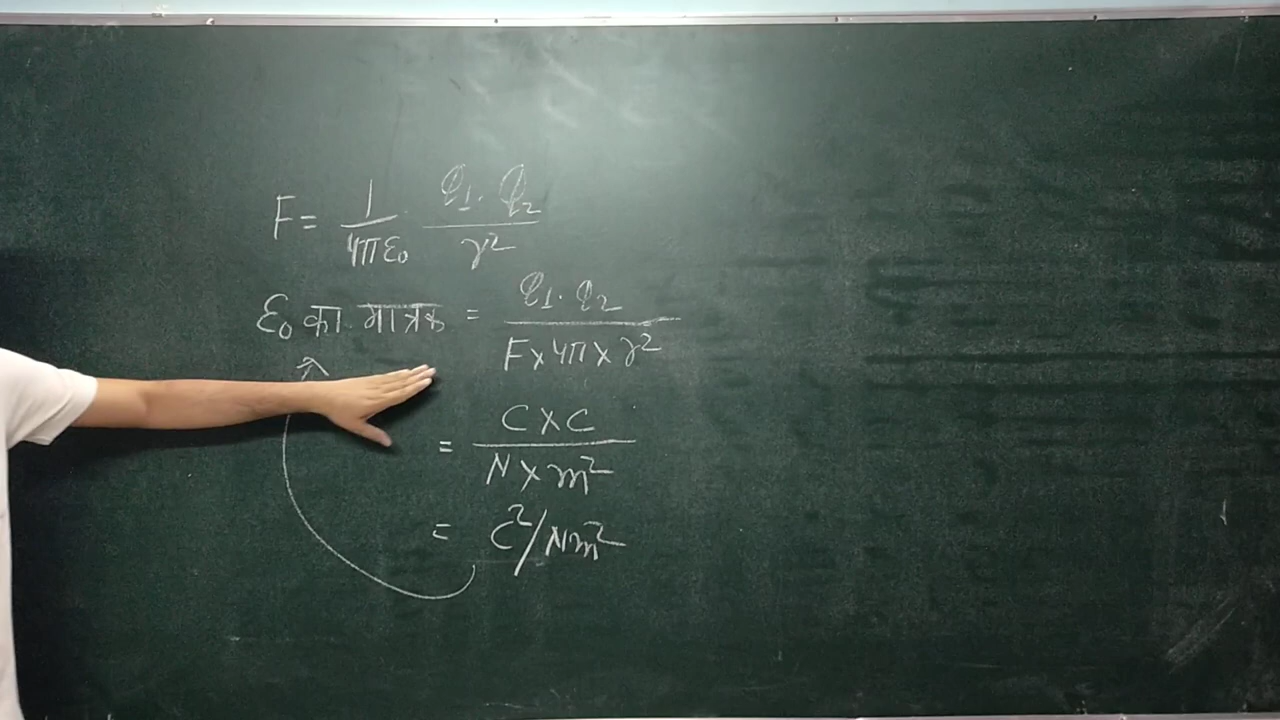 F = 1/4πε₀ · q₁ · q₂/r²
ε₀ का मात्रक = q₁ · q₂/F × 4π × r²
= C × C/N × m²
= C²/Nm²